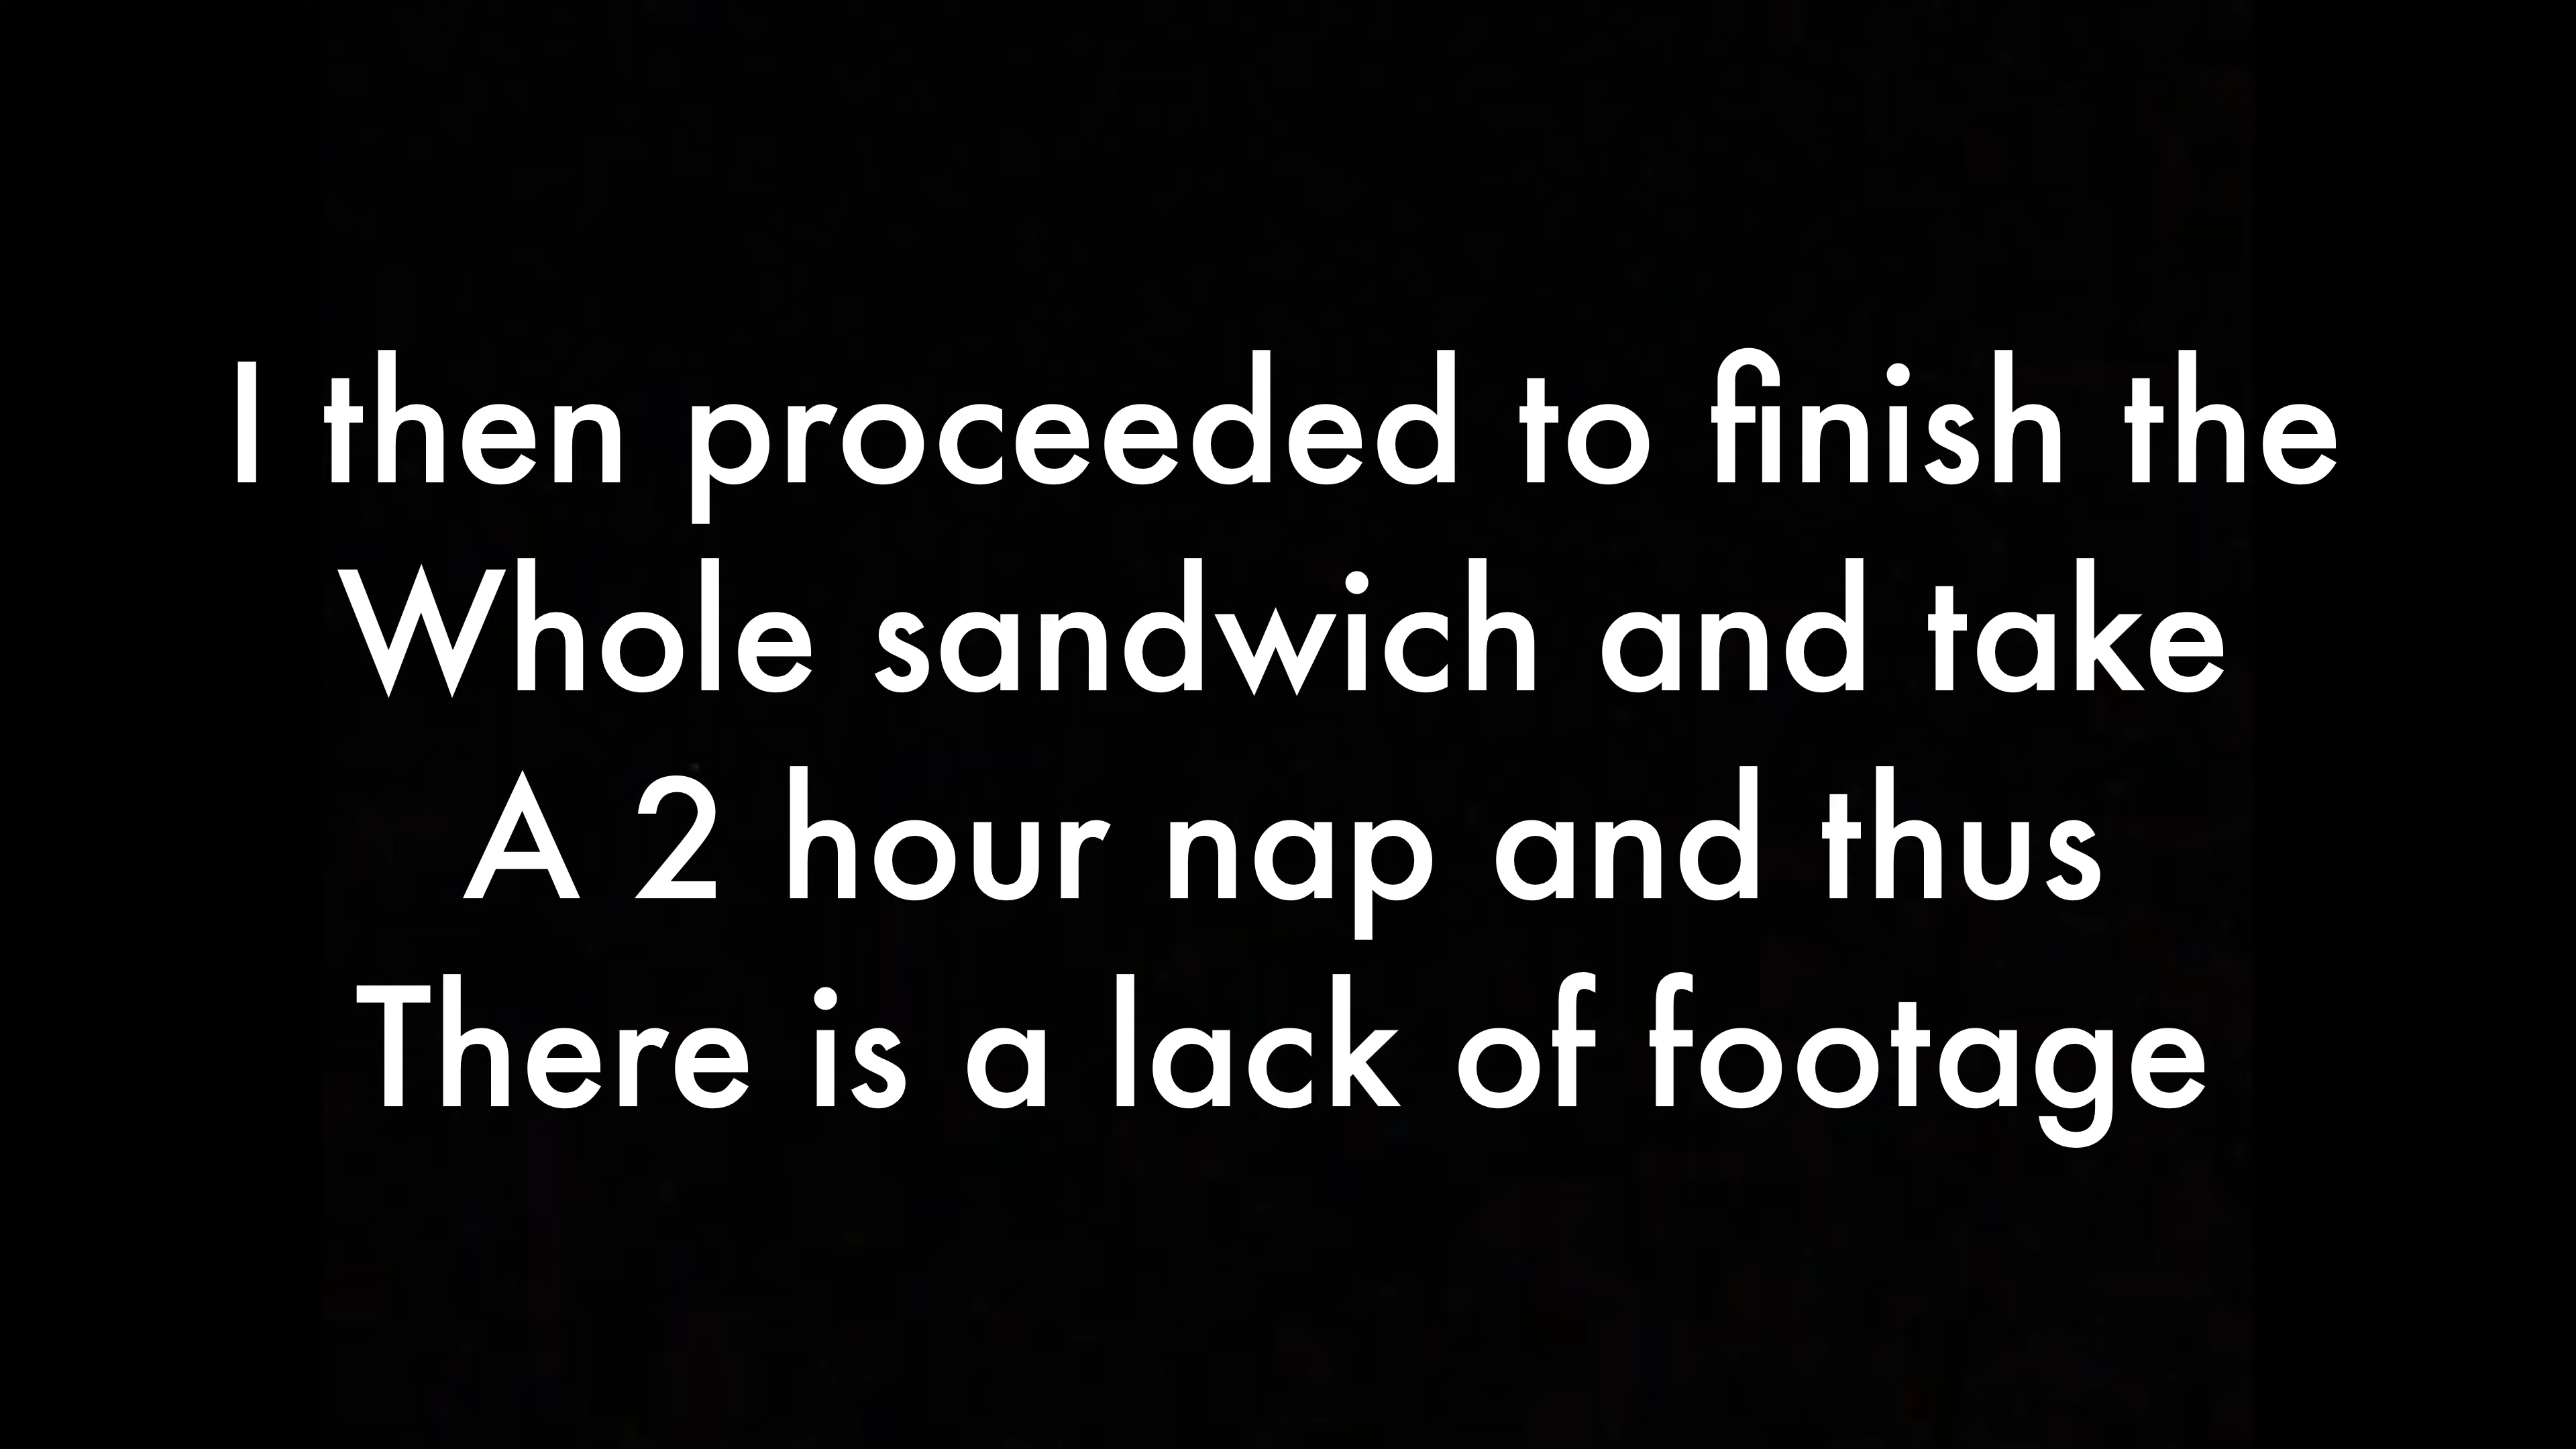 I then proceeded to finish the
Whole sandwich and take
A 2 hour nap and thus
There is a lack of footage